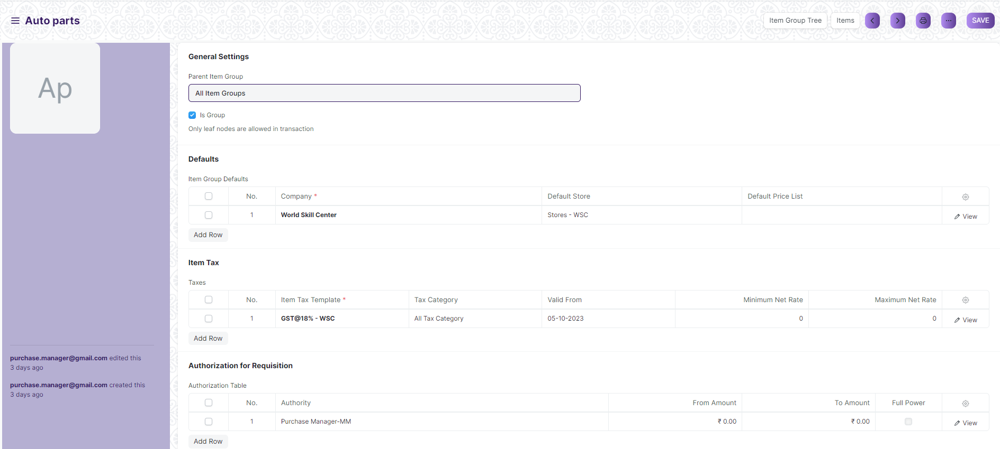 Auto parts
Item Group Tree Items SAVE
Ap
General Settings
Parent Item Group
All Item Groups
Is Group
Only leaf nodes are allowed in transaction
Defaults
Item Group Defaults
No. Company * Default Store Default Price List
1 World Skill Center Stores - WSC View
Add Row
Item Tax
Taxes
No. Item Tax Template * Tax Category Valid From Minimum Net Rate Maximum Net Rate
1 GST@18% - WSC All Tax Category 05-10-2023 0 0 View
Add Row
purchase.manager@gmail.com edited this
3 days ago
purchase.manager@gmail.com created this
3 days ago
Authorization for Requisition
Authorization Table
No. Authority From Amount To Amount Full Power
1 Purchase Manager-MM ₹ 0.00 ₹ 0.00 View
Add Row